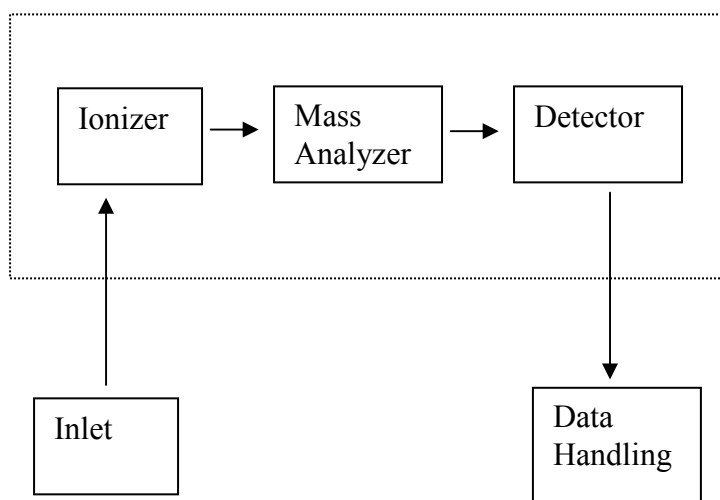 Ionizer
Mass
Analyzer
Detector
Inlet
Data
Handling